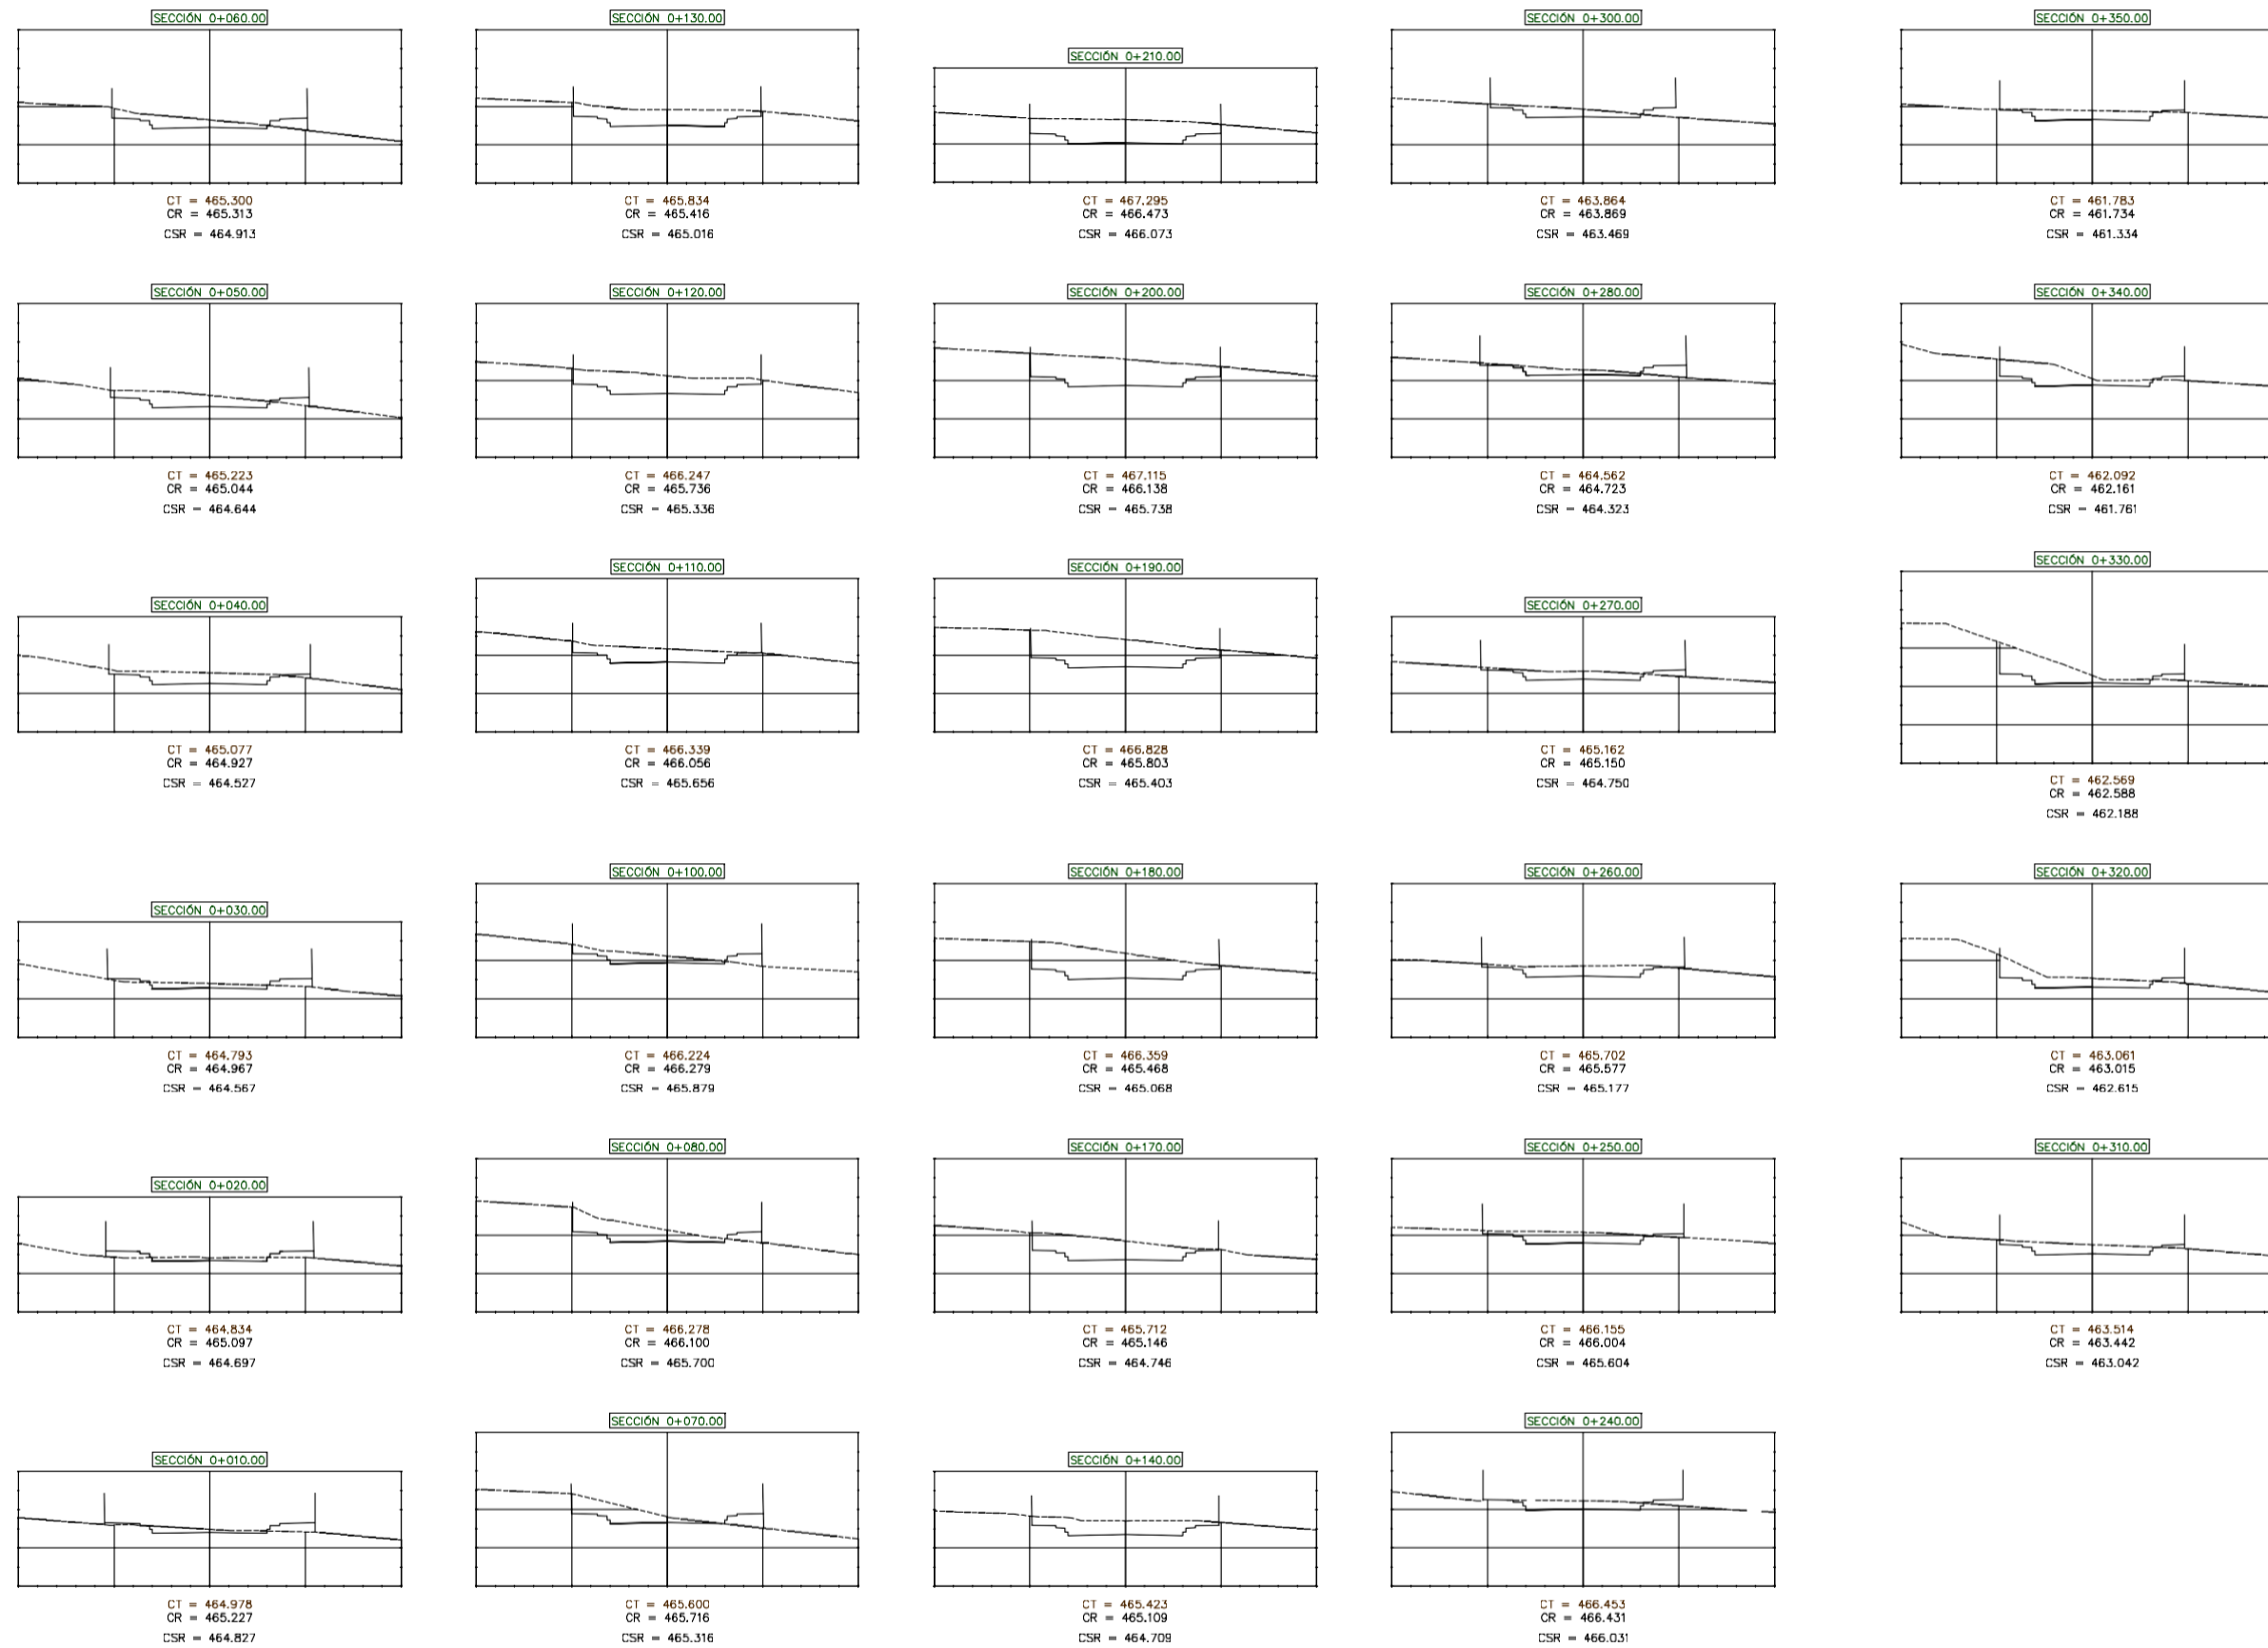 SECCIÓN 0+060.00
CT = 465.300
CR = 465.313
CSR = 464.913
SECCIÓN 0+130.00
CT = 465.834
CR = 465.416
CSR = 465.016
SECCIÓN 0+210.00
CT = 467.295
CR = 466.473
CSR = 466.073
SECCIÓN 0+300.00
CT = 463.864
CR = 463.869
CSR = 463.469
SECCIÓN 0+350.00
CT = 461.783
CR = 461.734
CSR = 461.334
SECCIÓN 0+050.00
CT = 465.223
CR = 465.044
CSR = 464.644
SECCIÓN 0+120.00
CT = 466.247
CR = 465.736
CSR = 465.336
SECCIÓN 0+200.00
CT = 467.115
CR = 466.138
CSR = 465.738
SECCIÓN 0+280.00
CT = 464.562
CR = 464.723
CSR = 464.323
SECCIÓN 0+340.00
CT = 462.092
CR = 462.161
CSR = 461.761
SECCIÓN 0+040.00
CT = 465.077
CR = 464.927
CSR = 464.527
SECCIÓN 0+110.00
CT = 466.339
CR = 466.056
CSR = 465.656
SECCIÓN 0+190.00
CT = 466.828
CR = 465.803
CSR = 465.403
SECCIÓN 0+270.00
CT = 465.162
CR = 465.150
CSR = 464.750
SECCIÓN 0+330.00
CT = 462.569
CR = 462.588
CSR = 462.188
SECCIÓN 0+030.00
CT = 464.793
CR = 464.967
CSR = 464.567
SECCIÓN 0+100.00
CT = 466.224
CR = 466.279
CSR = 465.879
SECCIÓN 0+180.00
CT = 466.359
CR = 465.468
CSR = 465.068
SECCIÓN 0+260.00
CT = 465.702
CR = 465.577
CSR = 465.177
SECCIÓN 0+320.00
CT = 463.061
CR = 463.015
CSR = 462.615
SECCIÓN 0+020.00
CT = 464.834
CR = 465.097
CSR = 464.697
SECCIÓN 0+080.00
CT = 466.278
CR = 466.100
CSR = 465.700
SECCIÓN 0+170.00
CT = 465.712
CR = 465.146
CSR = 464.746
SECCIÓN 0+250.00
CT = 466.155
CR = 466.004
CSR = 465.604
SECCIÓN 0+310.00
CT = 463.514
CR = 463.442
CSR = 463.042
SECCIÓN 0+010.00
CT = 464.978
CR = 465.227
CSR = 464.827
SECCIÓN 0+070.00
CT = 465.600
CR = 465.716
CSR = 465.316
SECCIÓN 0+140.00
CT = 465.423
CR = 465.109
CSR = 464.709
SECCIÓN 0+240.00
CT = 466.453
CR = 466.431
CSR = 466.031